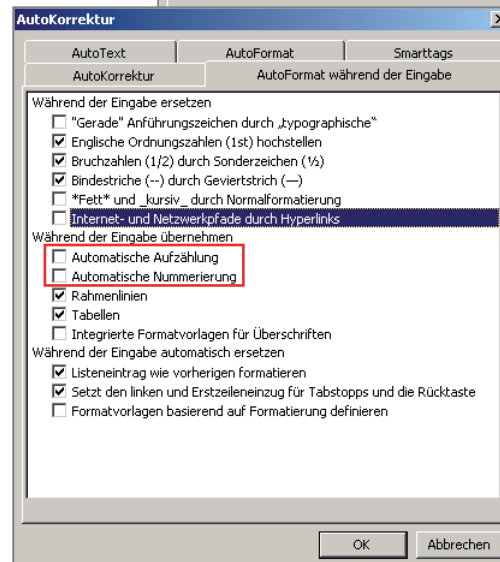 AutoKorrektur
AutoText AutoFormat Smarttags
AutoKorrektur AutoFormat während der Eingabe
Während der Eingabe ersetzen
"Gerade" Anführungszeichen durch „typographische“
Englische Ordnungszahlen (1st) hochstellen
Bruchzahlen (1/2) durch Sonderzeichen (½)
Bindestriche (--) durch Geviertstrich (—)
*Fett* und _kursiv_ durch Normalformatierung
Internet- und Netzwerkpfade durch Hyperlinks
Während der Eingabe übernehmen
Automatische Aufzählung
Automatische Nummerierung
Rahmenlinien
Tabellen
Integrierte Formatvorlagen für Überschriften
Während der Eingabe automatisch ersetzen
Listeneintrag wie vorherigen formatieren
Setzt den linken und Erstzeileneinzug für Tabstopps und die Rücktaste
Formatvorlagen basierend auf Formatierung definieren
OK Abbrechen